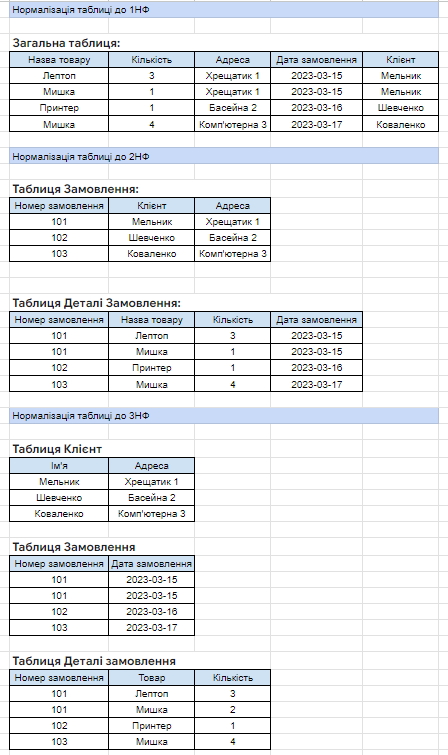 Нормалізація таблиці до 1НФ
Загальна таблиця:
Назва товару Кількість Адреса Дата замовлення Клієнт
Лептоп 3 Хрещатик 1 2023-03-15 Мельник
Мишка 1 Хрещатик 1 2023-03-15 Мельник
Принтер 1 Басейна 2 2023-03-16 Шевченко
Мишка 4 Комп'ютерна 3 2023-03-17 Коваленко
Нормалізація таблиці до 2НФ
Таблиця Замовлення:
Номер замовлення Клієнт Адреса
101 Мельник Хрещатик 1
102 Шевченко Басейна 2
103 Коваленко Комп'ютерна 3
Таблиця Деталі Замовлення:
Номер замовлення Назва товару Кількість Дата замовлення
101 Лептоп 3 2023-03-15
101 Мишка 1 2023-03-15
102 Принтер 1 2023-03-16
103 Мишка 4 2023-03-17
Нормалізація таблиці до 3НФ
Таблиця Клієнт
Ім'я Адреса
Мельник Хрещатик 1
Шевченко Басейна 2
Коваленко Комп'ютерна 3
Таблиця Замовлення
Номер замовлення Дата замовлення
101 2023-03-15
101 2023-03-15
102 2023-03-16
103 2023-03-17
Таблиця Деталі замовлення
Номер замовлення Товар Кількість
101 Лептоп 3
101 Мишка 2
102 Принтер 1
103 Мишка 4